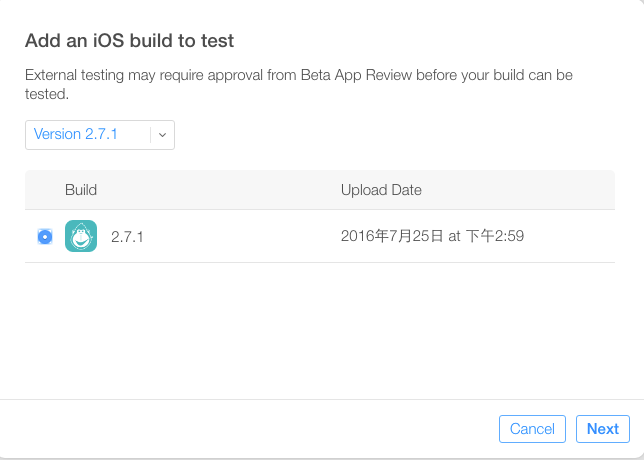 Add an iOS build to test
External testing may require approval from Beta App Review before your build can be
tested.
Version 2.7.1
Build Upload Date
2.7.1 2016年7月25日 at 下午2:59
Cancel Next